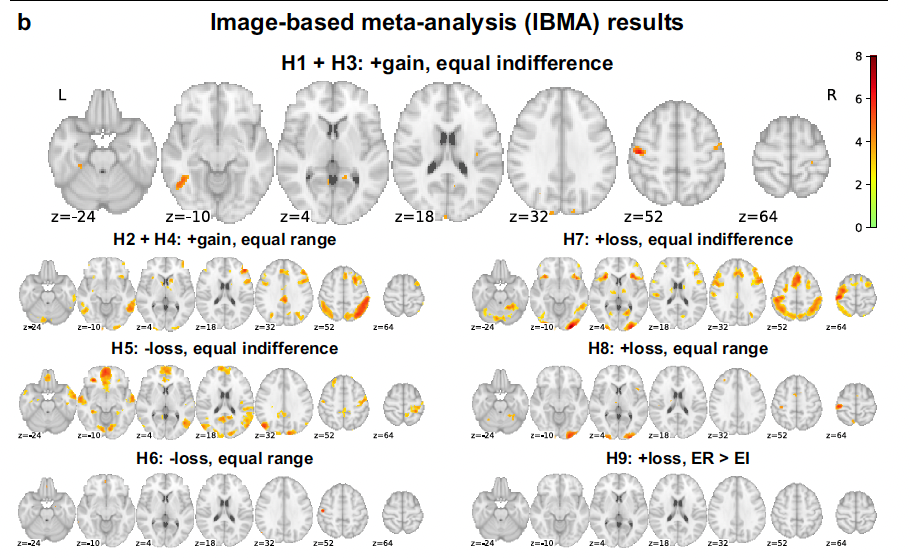 b Image-based meta-analysis (IBMA) results
H1 + H3: +gain, equal indifference
L R
8
6
4
2
0
z=-24 z=-10 z=4 z=18 z=32 z=52 z=64
H2 + H4: +gain, equal range
z=-24 z=-10 z=4 z=18 z=32 z=52 z=64
H7: +loss, equal indifference
z=-24 z=-10 z=4 z=18 z=32 z=52 z=64
H5: -loss, equal indifference
z=-24 z=-10 z=4 z=18 z=32 z=52 z=64
H8: +loss, equal range
z=-24 z=-10 z=4 z=18 z=32 z=52 z=64
H6: -loss, equal range
z=-24 z=-10 z=4 z=18 z=32 z=52 z=64
H9: +loss, ER > EI
z=-24 z=-10 z=4 z=18 z=32 z=52 z=64